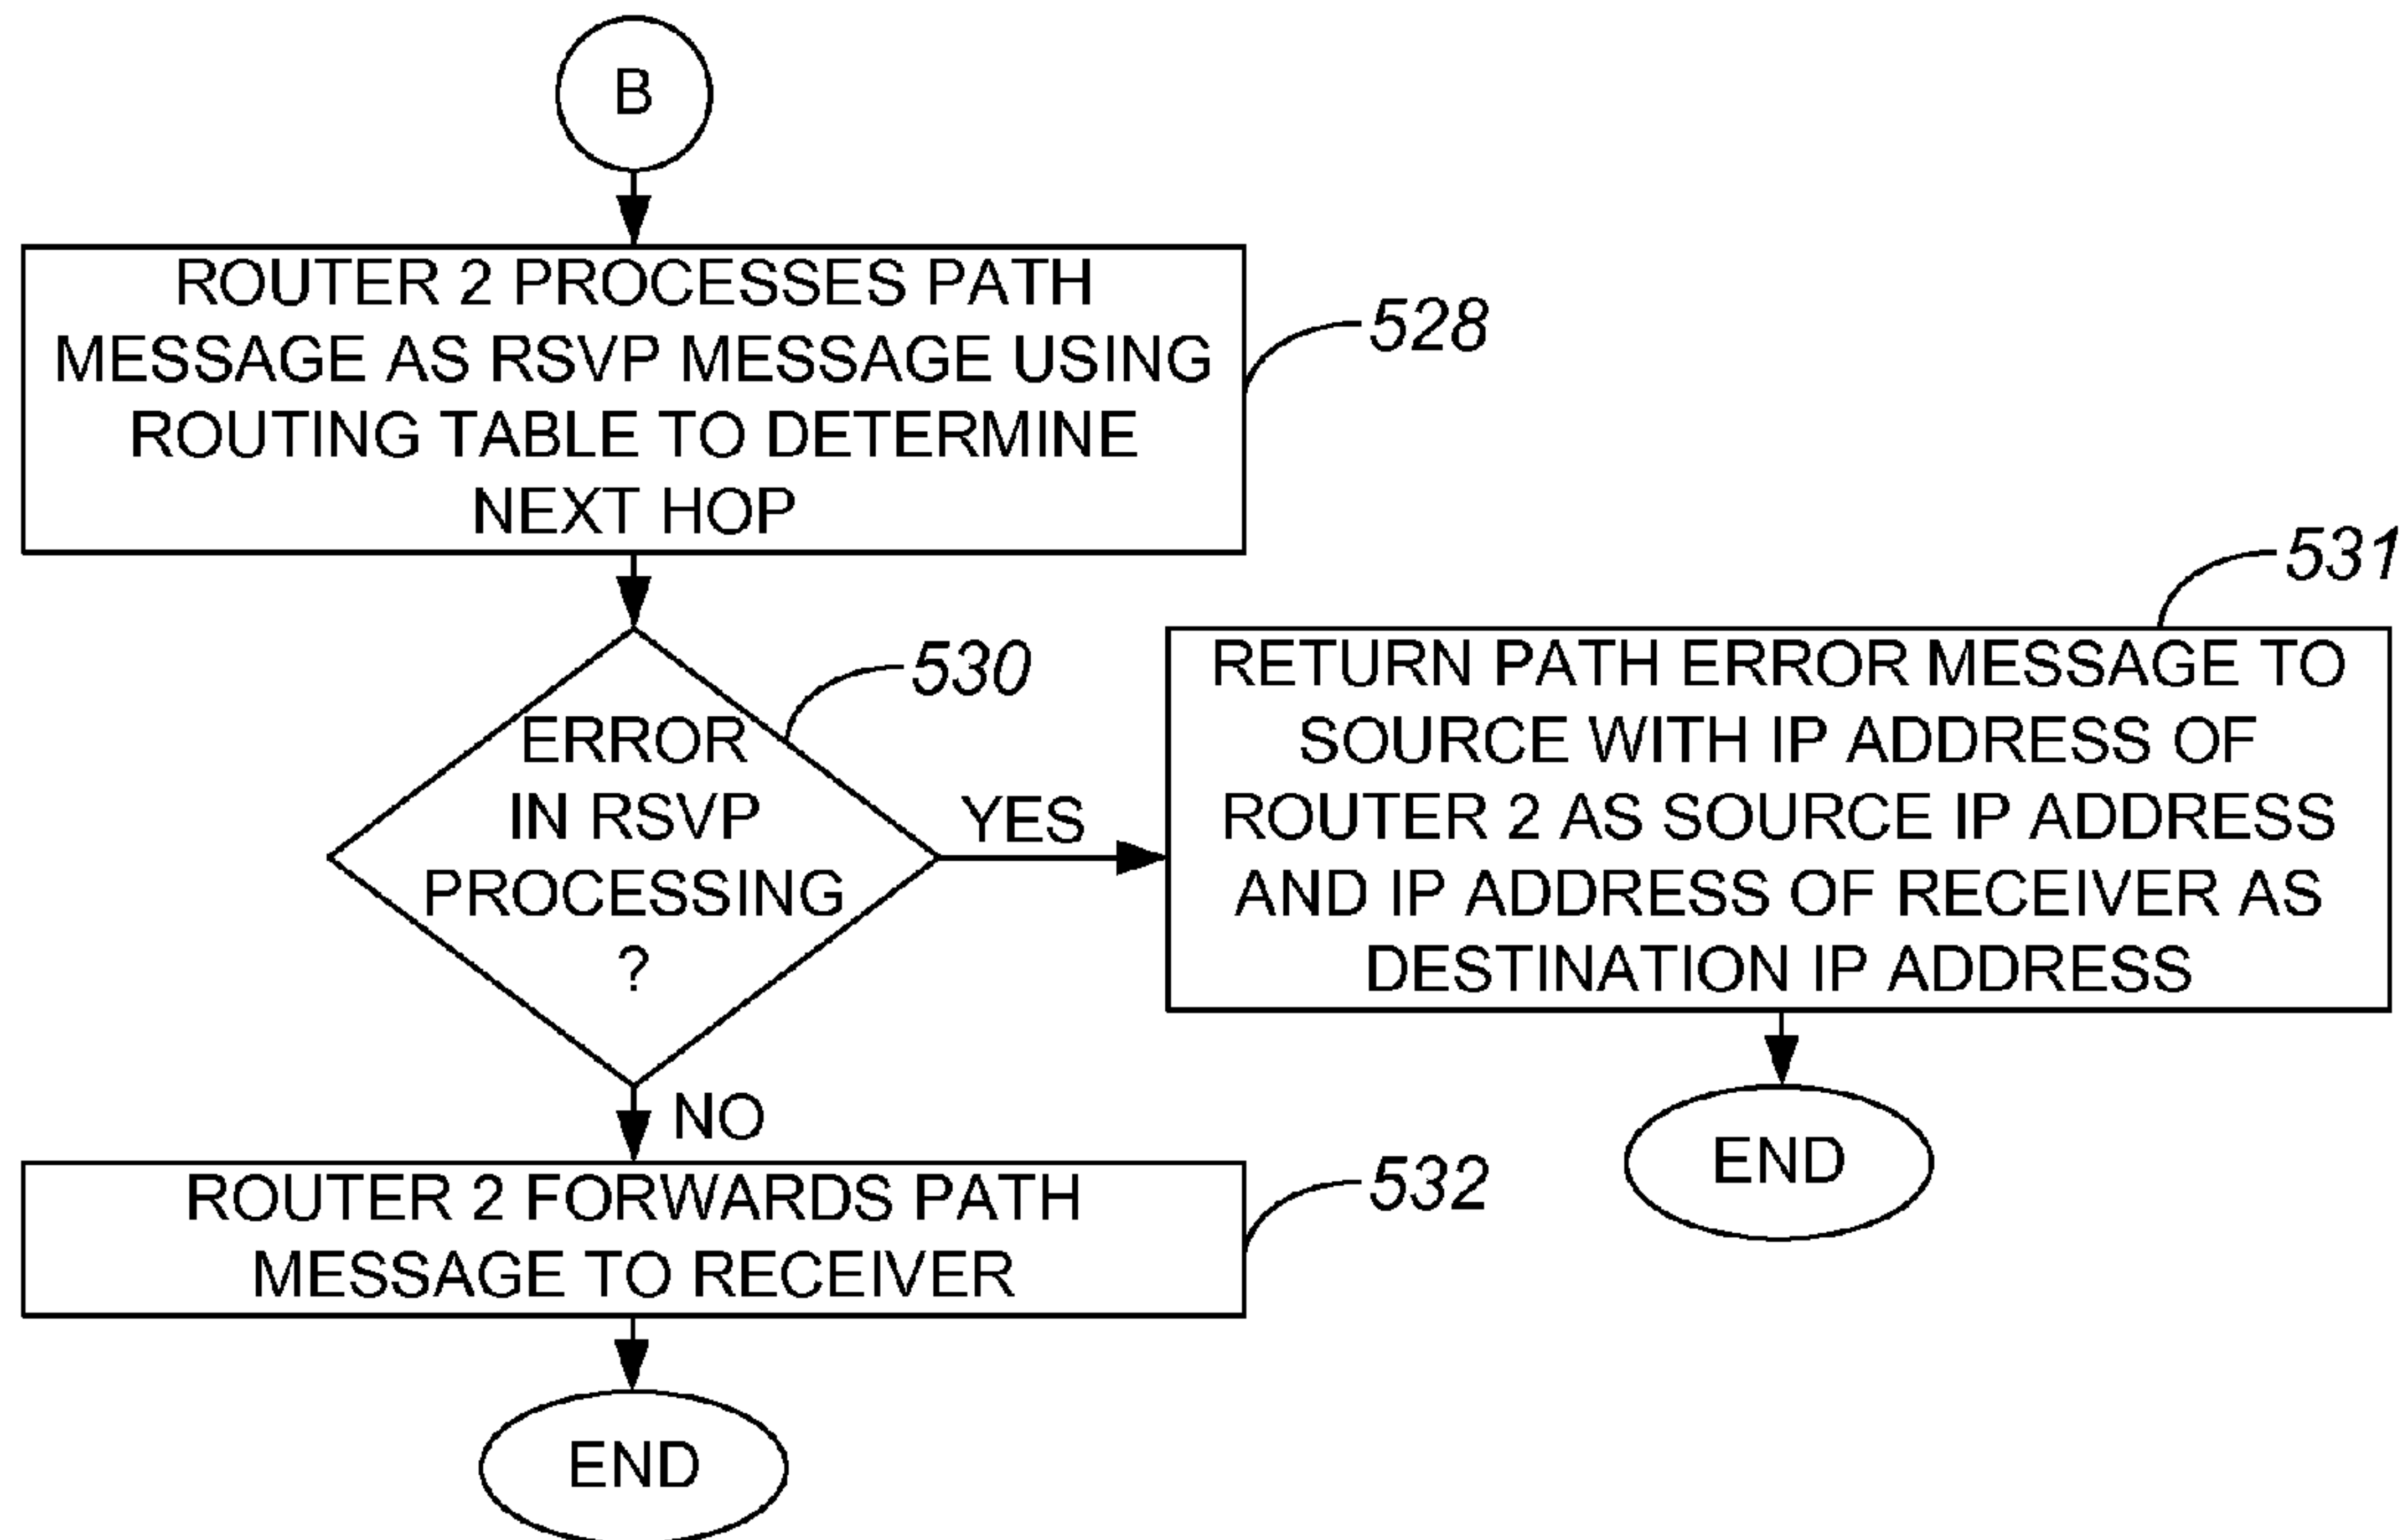 B
ROUTER 2 PROCESSES PATH
MESSAGE AS RSVP MESSAGE USING
ROUTING TABLE TO DETERMINE
NEXT HOP
528
ERROR
IN RSVP
PROCESSING
?
530
YES
531
RETURN PATH ERROR MESSAGE TO
SOURCE WITH IP ADDRESS OF
ROUTER 2 AS SOURCE IP ADDRESS
AND IP ADDRESS OF RECEIVER AS
DESTINATION IP ADDRESS
END
NO
ROUTER 2 FORWARDS PATH
MESSAGE TO RECEIVER
532
END